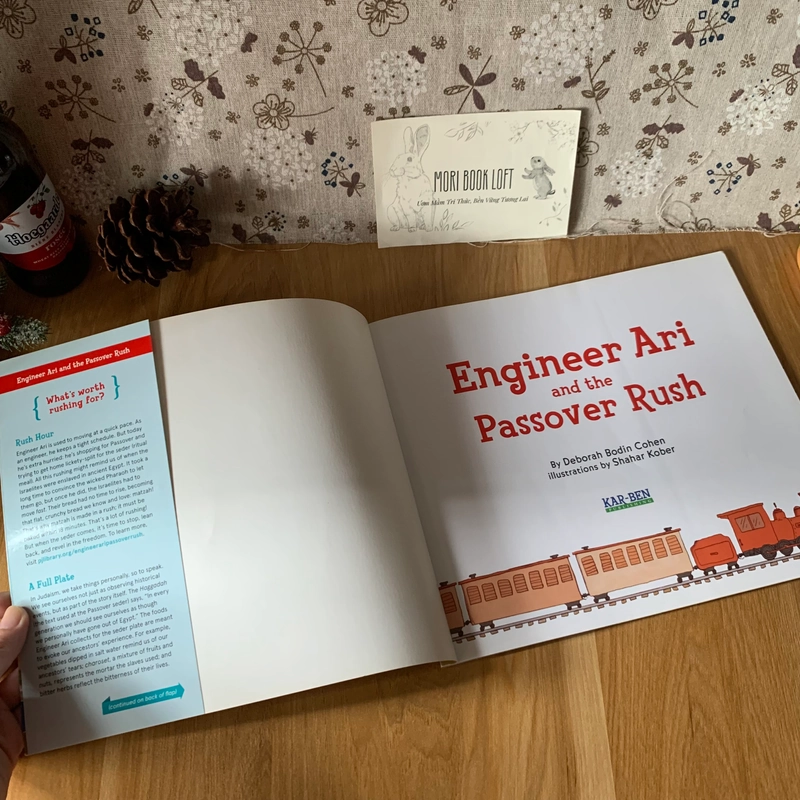 Hoegaarden
MORI BOOK LOFT
Ươm Mầm Tri Thức, Bền Vững Tương Lai
Engineer Ari and the Passover Rush
What's worth
rushing for?
Rush Hour
Engineer Ari is used to moving at a quick pace. As
an engineer, he keeps a tight schedule. But today
he's extra hurried: he's shopping for Passover and
trying to get home lickety-split for the seder (ritual
meal). All this rushing might remind us of when the
Israelites were enslaved in ancient Egypt. It took a
long time to convince the wicked Pharaoh to let
them go, but once he did, the Israelites had to
move fast. Their bread had no time to rise, becoming
that flat, crunchy bread we know and love: matzah!
matzah is made in a rush; it must be
18 minutes. That's a lot of rushing!
But when the seder comes, it's time to stop, lean
back, and revel in the freedom. To learn more,
visit pjlibrary.org/engineeraripassoverrush.
A Full Plate
In Judaism, we take things personally, so to speak.
We see ourselves not just as observing historical
events, but as part of the story itself. The Haggadah
(the text used at the Passover seder) says, "In every
generation we should see ourselves as though
we personally have gone out of Egypt." The foods
Engineer Ari collects for the seder plate are meant
to evoke our ancestors' experience. For example,
vegetables dipped in salt water remind us of our
ancestors' tears; charoset, a mixture of fruits and
nuts, represents the mortar the slaves used; and
bitter herbs reflect the bitterness of their lives.
(continued on back of flap)
Engineer Ari
and the
Passover Rush
By Deborah Bodin Cohen
illustrations by Shahar Kober
KAR-BEN
PUBLISHING